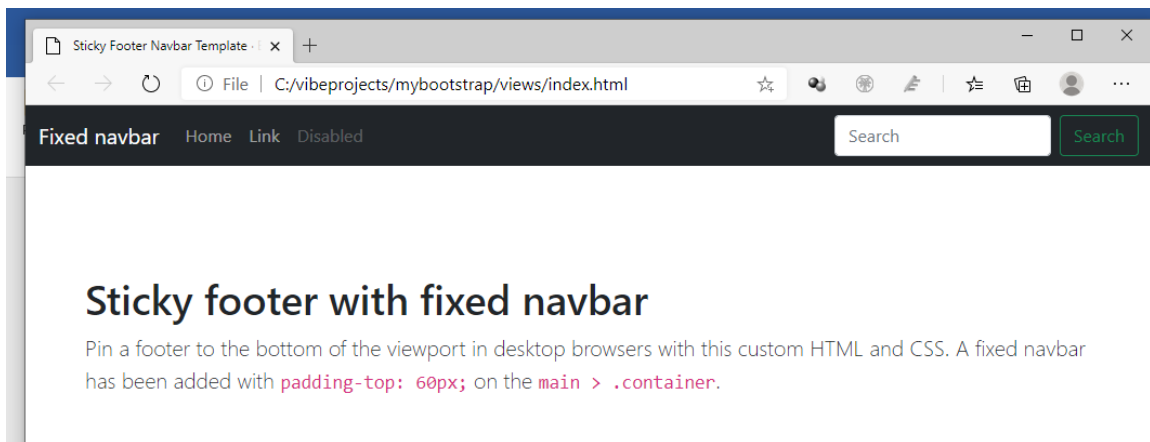 Sticky Footer Navbar Template ·
File | C:/vibeprojects/mybootstrap/views/index.html
Fixed navbar Home Link Disabled Search Search
Sticky footer with fixed navbar
Pin a footer to the bottom of the viewport in desktop browsers with this custom HTML and CSS. A fixed navbar
has been added with padding-top: 60px; on the main > .container.